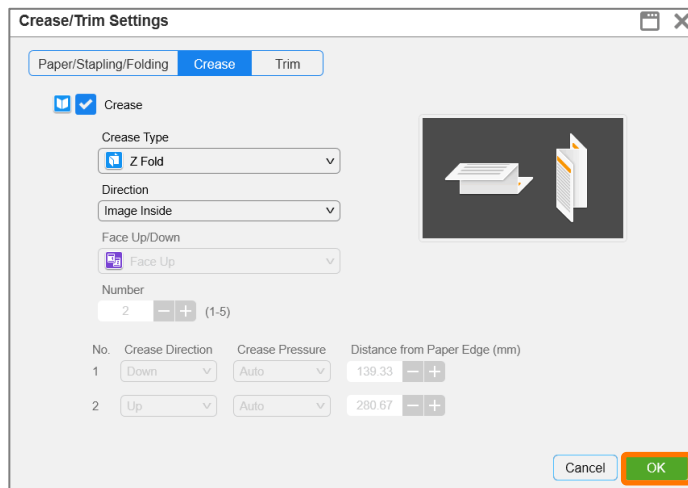 Crease/Trim Settings
Paper/Stapling/Folding Crease Trim
Crease
Crease Type
Z Fold
Direction
Image Inside
Face Up/Down
Face Up
Number
2 (1-5)
No. Crease Direction Crease Pressure Distance from Paper Edge (mm)
1 Down Auto 139.33
2 Up Auto 280.67
Cancel OK